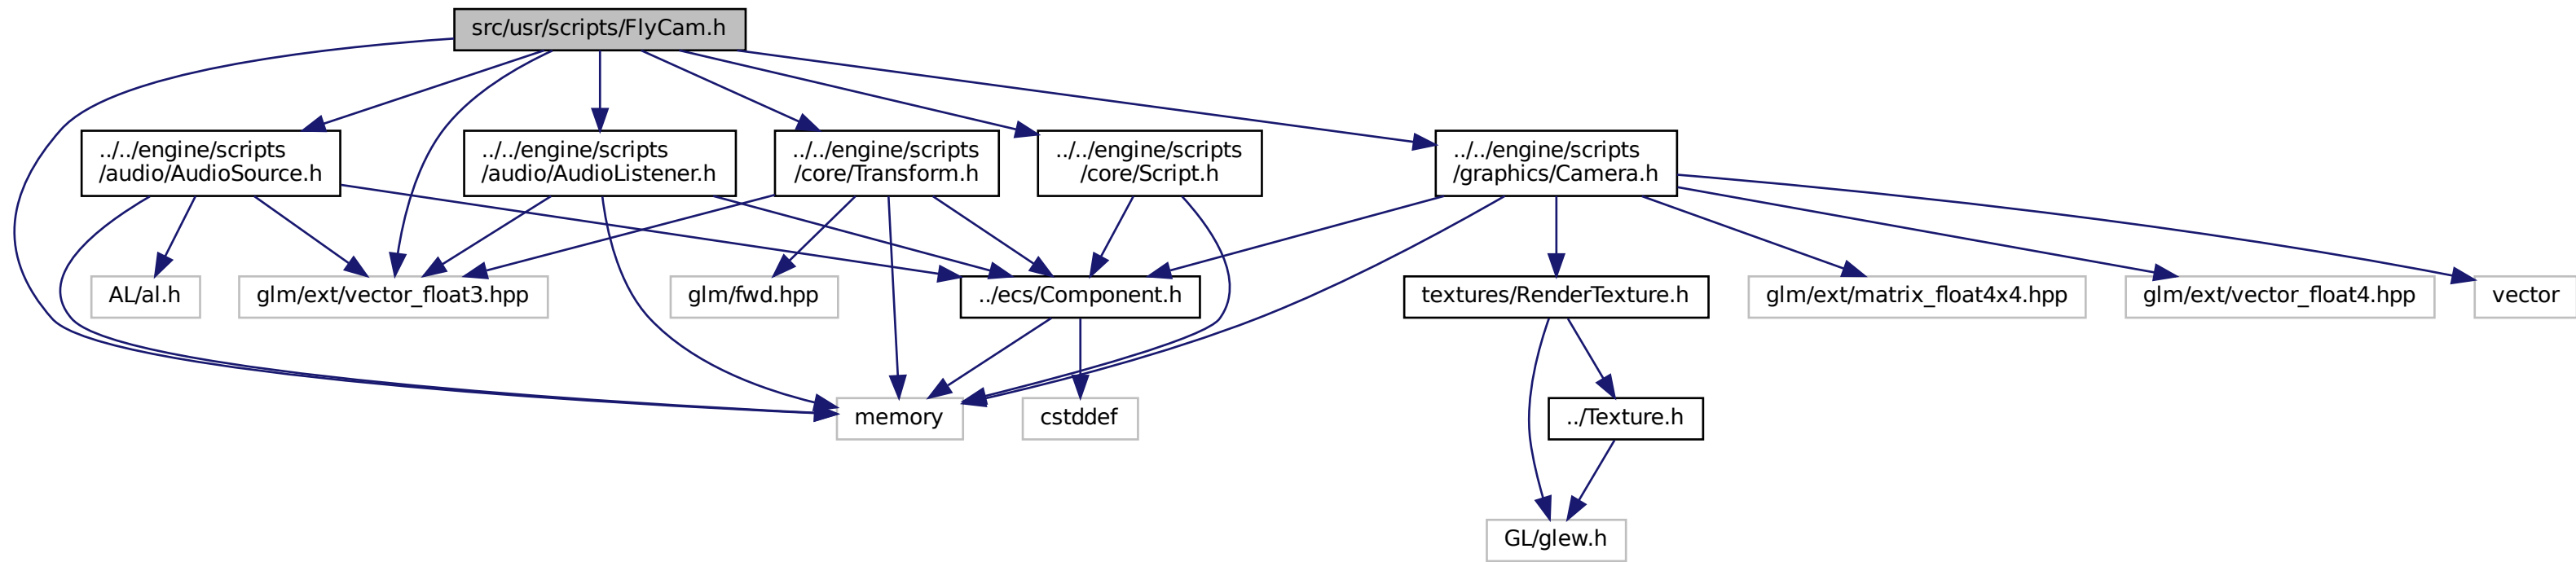 src/usr/scripts/FlyCam.h
../../engine/scripts
/audio/AudioSource.h
../../engine/scripts
/audio/AudioListener.h
../../engine/scripts
/core/Transform.h
../../engine/scripts
/core/Script.h
../../engine/scripts
/graphics/Camera.h
AL/al.h
glm/ext/vector_float3.hpp
glm/fwd.hpp
../ecs/Component.h
textures/RenderTexture.h
glm/ext/matrix_float4x4.hpp
glm/ext/vector_float4.hpp
vector
memory
cstddef
../Texture.h
GL/glew.h